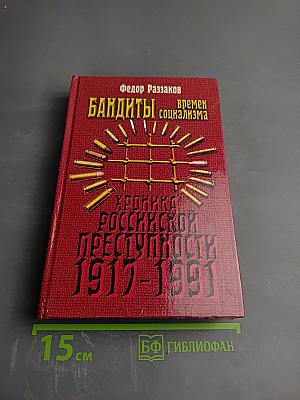 Федор Раззаков
БАНДИТЫ времен
социализма
ХРОНИКА
РОССИЙСКОЙ
ПРЕСТУПНОСТИ
1917-1991
15 см
БФ ГИБЛИОФАН